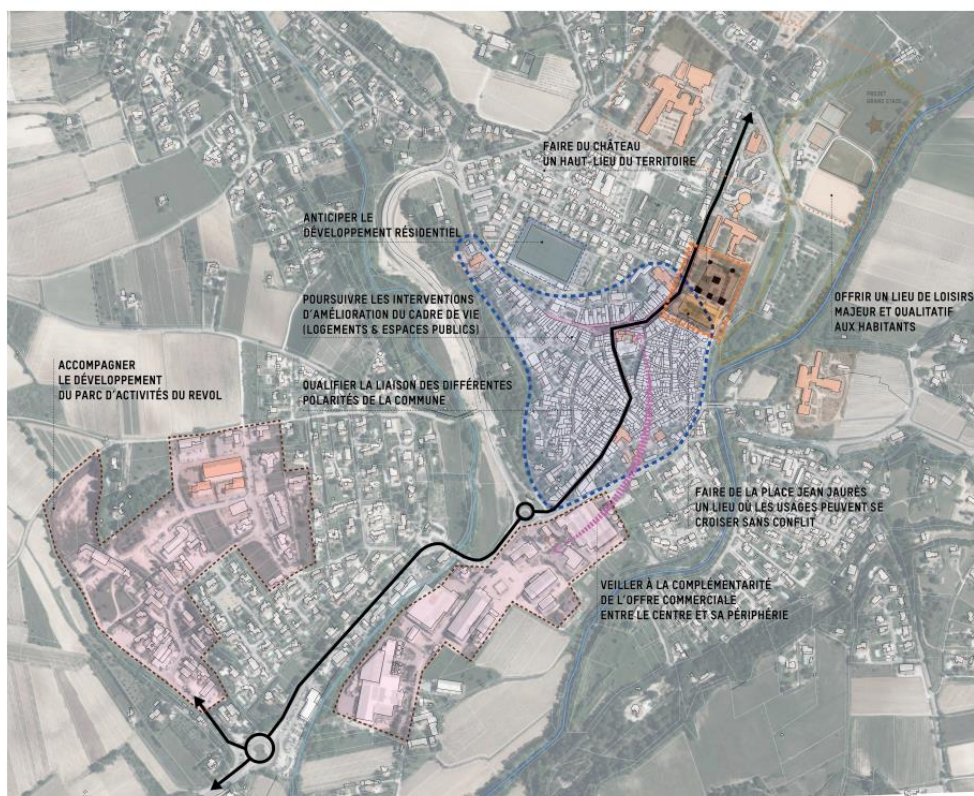 PROJET
GRAND STADE
FAIRE DU CHÂTEAU
UN HAUT-LIEU DU TERRITOIRE
ANTICIPER LE
DÉVELOPPEMENT RÉSIDENTIEL
POURSUIVRE LES INTERVENTIONS
D'AMÉLIORATION DU CADRE DE VIE
(LOGEMENTS & ESPACES PUBLICS)
OFFRIR UN LIEU DE LOISIRS
MAJEUR ET QUALITATIF
AUX HABITANTS
ACCOMPAGNER
LE DÉVELOPPEMENT
DU PARC D'ACTIVITÉS DU REVOL
QUALIFIER LA LIAISON DES DIFFÉRENTES
POLARITÉS DE LA COMMUNE
FAIRE DE LA PLACE JEAN JAURÈS
UN LIEU OÙ LES USAGES PEUVENT SE
CROISER SANS CONFLIT
VEILLER À LA COMPLÉMENTARITÉ
DE L'OFFRE COMMERCIALE
ENTRE LE CENTRE ET SA PÉRIPHÉRIE